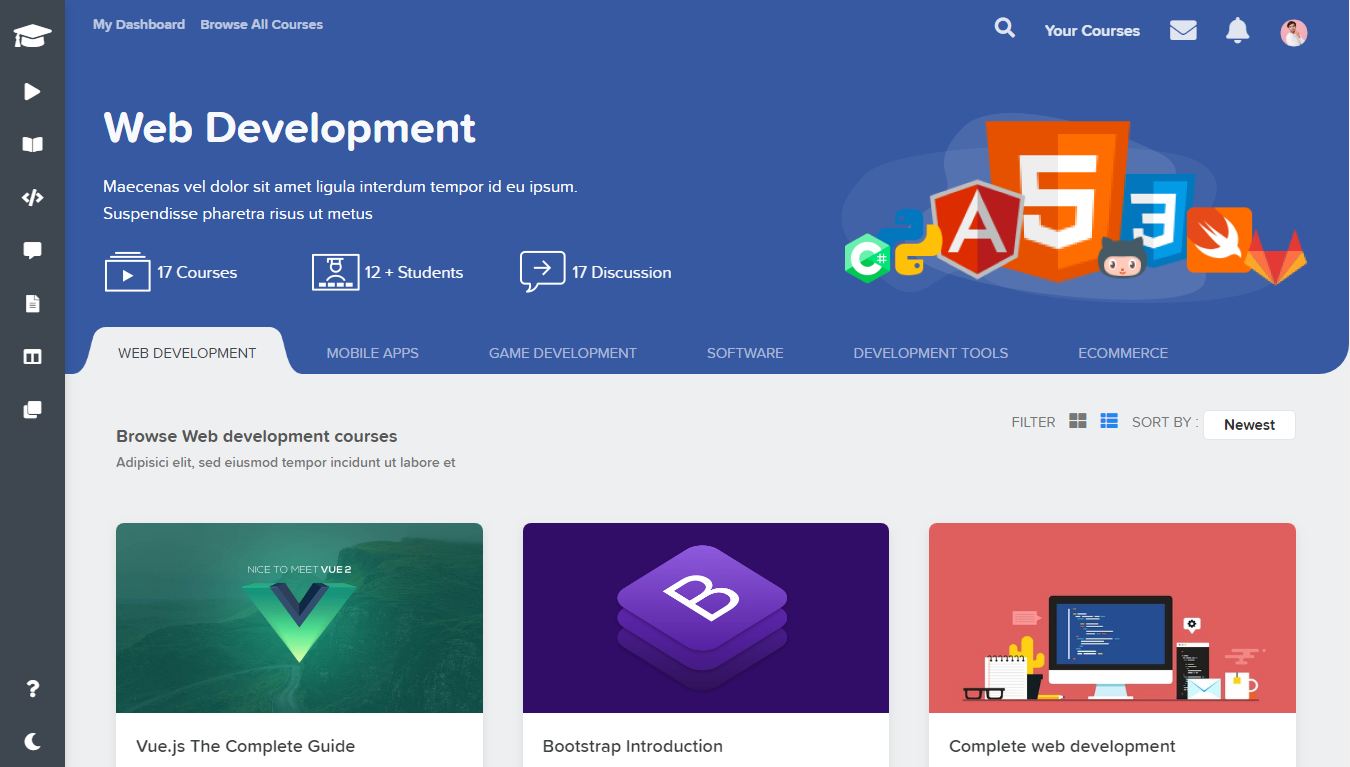 My Dashboard Browse All Courses
Your Courses
Web Development
Maecenas vel dolor sit amet ligula interdum tempor id eu ipsum.
Suspendisse pharetra risus ut metus
17 Courses
12 + Students
17 Discussion
WEB DEVELOPMENT
MOBILE APPS
GAME DEVELOPMENT
SOFTWARE
DEVELOPMENT TOOLS
ECOMMERCE
Browse Web development courses
Adipisici elit, sed eiusmod tempor incidunt ut labore et
FILTER
SORT BY :
Newest
NICE TO MEET VUE 2
B
Vue.js The Complete Guide
Bootstrap Introduction
Complete web development
C#
A
5
3